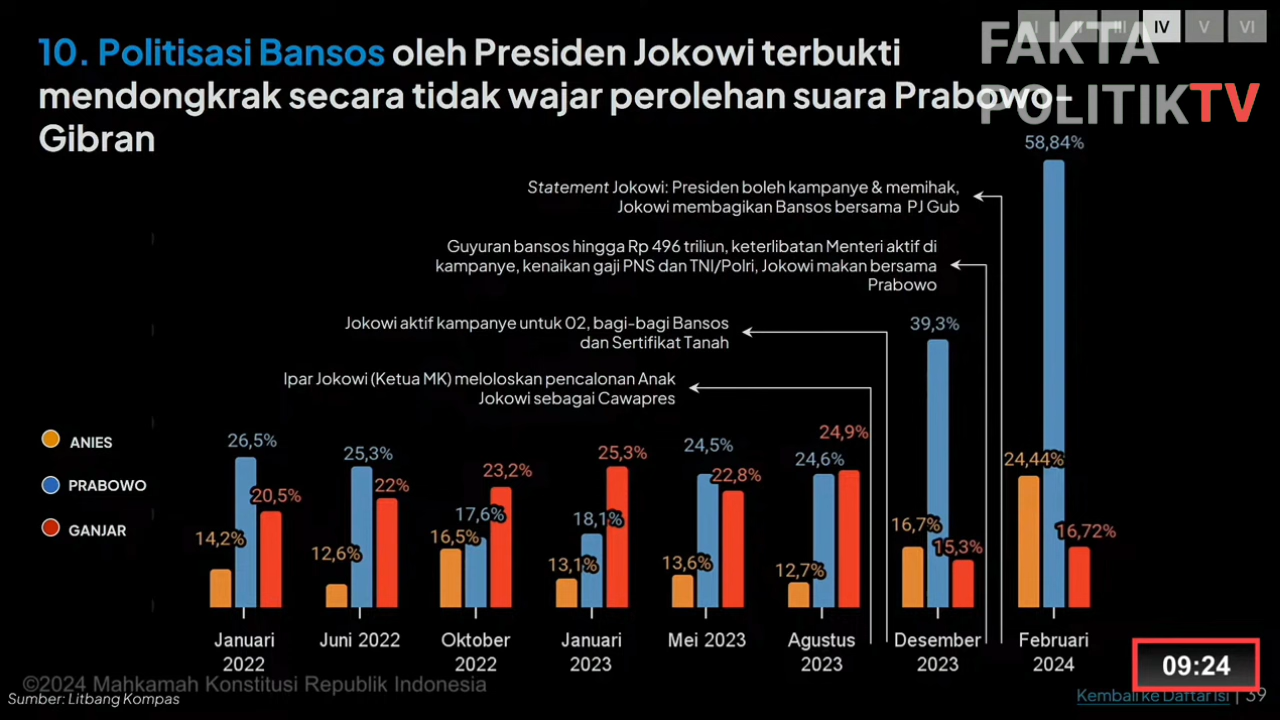 I II III IV V VI
FAKTA
POLITIKTV
10. Politisasi Bansos oleh Presiden Jokowi terbukti
mendongkrak secara tidak wajar perolehan suara Prabowo-
Gibran
58,84%
Statement Jokowi: Presiden boleh kampanye & memihak,
Jokowi membagikan Bansos bersama PJ Gub
Guyuran bansos hingga Rp 496 triliun, keterlibatan Menteri aktif di
kampanye, kenaikan gaji PNS dan TNI/Polri, Jokowi makan bersama
Prabowo
Jokowi aktif kampanye untuk 02, bagi-bagi Bansos
dan Sertifikat Tanah
39,3%
Ipar Jokowi (Ketua MK) meloloskan pencalonan Anak
Jokowi sebagai Cawapres
ANIES
PRABOWO
GANJAR
14,2% 26,5% 20,5%
12,6% 25,3% 22%
16,5% 17,6% 23,2%
13,1% 18,1% 25,3%
13,6% 24,5% 22,8%
12,7% 24,6% 24,9%
16,7% 15,3%
24,44% 16,72%
Januari
2022
Juni 2022
Oktober
2022
Januari
2023
Mei 2023
Agustus
2023
Desember
2023
Februari
2024
09:24
©2024 Mahkamah Konstitusi Republik Indonesia
Sumber: Litbang Kompas
Kembali ke Daftar Isi | 39